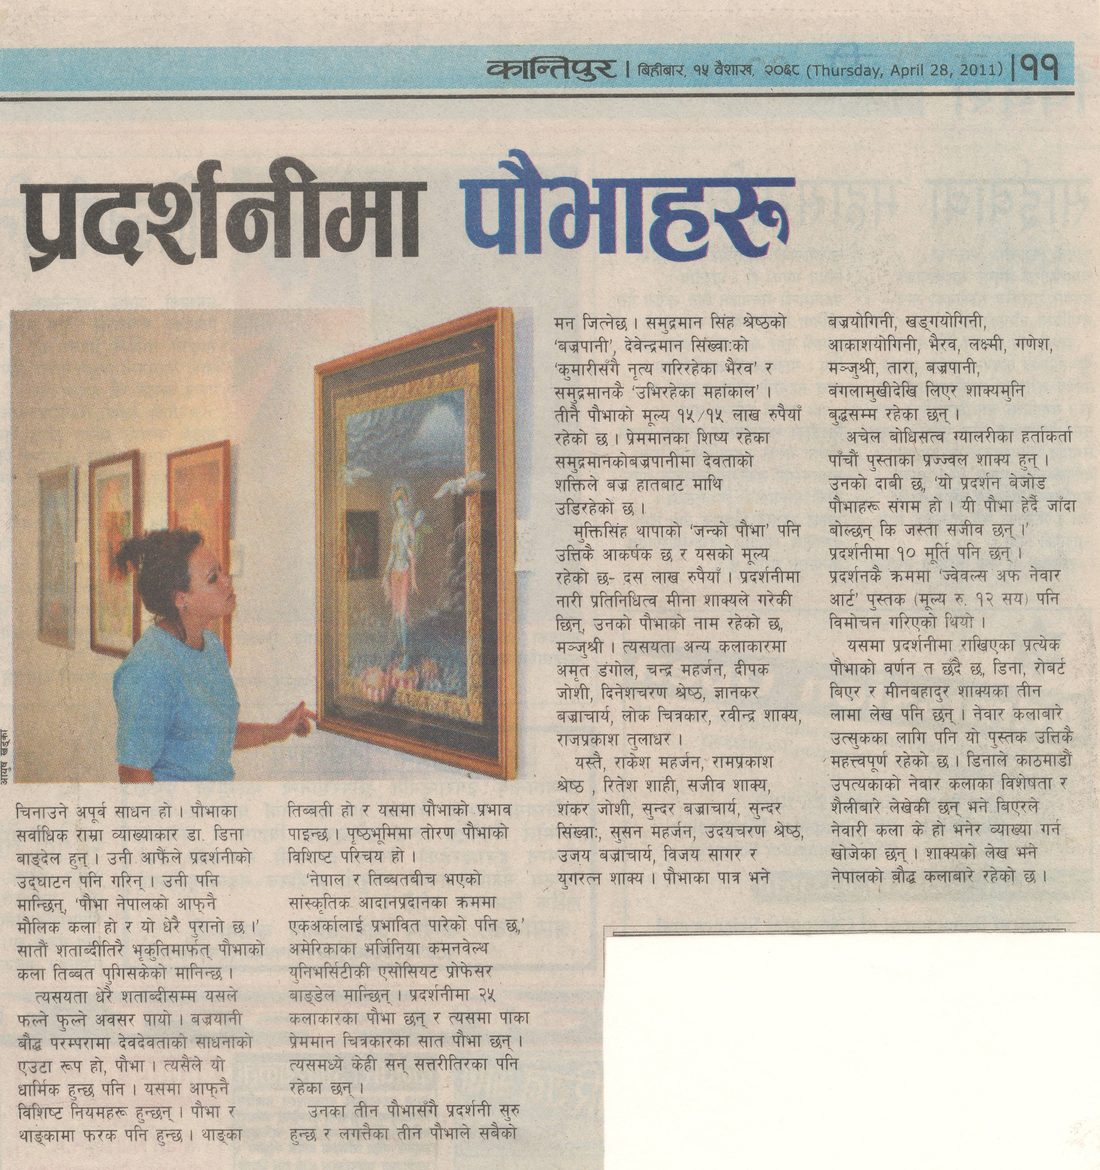 कान्तिपुर | बिहीबार, १५ वैशाख, २०६८ (Thursday, April 28, 2011) | ११
प्रदर्शनीमा पौभाहरू
आयुष खड्का
चिनाउने अपूर्व साधन हो । पौभाका
सर्वाधिक राम्रा व्याख्याकार डा. डिना
बाङ्देल हुन् । उनी आफैंले प्रदर्शनीको
उद्घाटन पनि गरिन् । उनी पनि
मान्छिन्, 'पौभा नेपालको आफ्नै
मौलिक कला हो र यो धेरै पुरानो छ ।'
सातौं शताब्दीतिरै भृकुतिमार्फत् पौभाको
कला तिब्बत पुगिसकेको मानिन्छ ।
त्यसयता धेरै शताब्दीसम्म यसले
फल्ने फुल्ने अवसर पायो । बज्रयानी
बौद्ध परम्परामा देवदेवताको साधनाको
एउटा रूप हो, पौभा । त्यसैले यो
धार्मिक हुन्छ पनि । यसमा आफ्नै
विशिष्ट नियमहरू हुन्छन् । पौभा र
थाङ्कामा फरक पनि हुन्छ । थाङ्का
तिब्बती हो र यसमा पौभाको प्रभाव
पाइन्छ । पृष्ठभूमिमा तोरण पौभाको
विशिष्ट परिचय हो ।
'नेपाल र तिब्बतबीच भएको
सांस्कृतिक आदानप्रदानका क्रममा
एकअर्कालाई प्रभावित पारेको पनि छ,'
अमेरिकाका भर्जिनिया कमनवेल्थ
युनिभर्सिटीकी एसोसियट प्रोफेसर
बाङ्डेल मान्छिन् । प्रदर्शनीमा २५
कलाकारका पौभा छन् र त्यसमा पाका
प्रेममान चित्रकारका सात पौभा छन् ।
त्यसमध्ये केही सन् सत्तरीतिरका पनि
रहेका छन् ।
उनका तीन पौभासँगै प्रदर्शनी सुरु
हुन्छ र लगत्तैका तीन पौभाले सबैको
मन जित्नेछ । समुद्रमान सिंह श्रेष्ठको
'बज्रपानी', देवेन्द्रमान सिंख्वा:को
'कुमारीसँगै नृत्य गरिरहेका भैरव' र
समुद्रमानकै 'उभिरहेका महांकाल' ।
तीनै पौभाको मूल्य १५/१५ लाख रुपैयाँ
रहेको छ । प्रेममानका शिष्य रहेका
समुद्रमानकोबज्रपानीमा देवताको
शक्तिले बज्र हातबाट माथि
उडिरहेको छ ।
मुक्तिसिंह थापाको 'जन्को पौभा' पनि
उत्तिकै आकर्षक छ र यसको मूल्य
रहेको छ- दस लाख रुपैयाँ । प्रदर्शनीमा
नारी प्रतिनिधित्व मीना शाक्यले गरेकी
छिन्, उनको पौभाको नाम रहेको छ,
मञ्जुश्री । त्यसयता अन्य कलाकारमा
अमृत डंगोल, चन्द्र महर्जन, दीपक
जोशी, दिनेशचरण श्रेष्ठ, ज्ञानकर
बज्राचार्य, लोक चित्रकार, रवीन्द्र शाक्य,
राजप्रकाश तुलाधर ।
यस्तै, राकेश महर्जन, रामप्रकाश
श्रेष्ठ , रितेश शाही, सजीव शाक्य,
शंकर जोशी, सुन्दर बज्राचार्य, सुन्दर
सिंख्वा:, सुसन महर्जन, उदयचरण श्रेष्ठ,
उजय बज्राचार्य, विजय सागर र
युगरत्न शाक्य । पौभाका पात्र भने
बज्रयोगिनी, खड्गयोगिनी,
आकाशयोगिनी, भैरव, लक्ष्मी, गणेश,
मञ्जुश्री, तारा, बज्रपानी,
बंगलामुखीदेखि लिएर शाक्यमुनि
बुद्धसम्म रहेका छन् ।
अचेल बोधिसत्व ग्यालरीका हर्ताकर्ता
पाँचौं पुस्ताका प्रज्ज्वल शाक्य हुन् ।
उनको दाबी छ, 'यो प्रदर्शन बेजोड
पौभाहरू संगम हो । यी पौभा हेर्दै जाँदा
बोल्छन् कि जस्ता सजीव छन् ।'
प्रदर्शनीमा १० मूर्ति पनि छन् ।
प्रदर्शनकै क्रममा 'ज्वेवल्स अफ नेवार
आर्ट' पुस्तक (मूल्य रु. १२ सय) पनि
विमोचन गरिएको थियो ।
यसमा प्रदर्शनीमा राखिएका प्रत्येक
पौभाको वर्णन त छँदै छ, डिना, रोबर्ट
बिएर र मीनबहादुर शाक्यका तीन
लामा लेख पनि छन् । नेवार कलाबारे
उत्सुकका लागि पनि यो पुस्तक उत्तिकै
महत्त्वपूर्ण रहेको छ । डिनाले काठमाडौं
उपत्यकाको नेवार कलाका विशेषता र
शैलीबारे लेखेकी छन् भने बिएरले
नेवारी कला के हो भनेर व्याख्या गर्न
खोजेका छन् । शाक्यको लेख भने
नेपालको बौद्ध कलाबारे रहेको छ ।